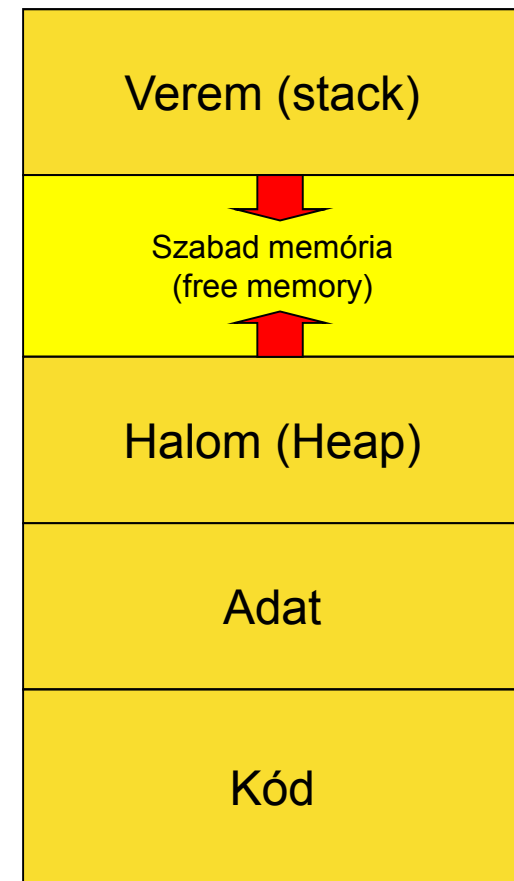 Verem (stack)
Szabad memória
(free memory)
Halom (Heap)
Adat
Kód